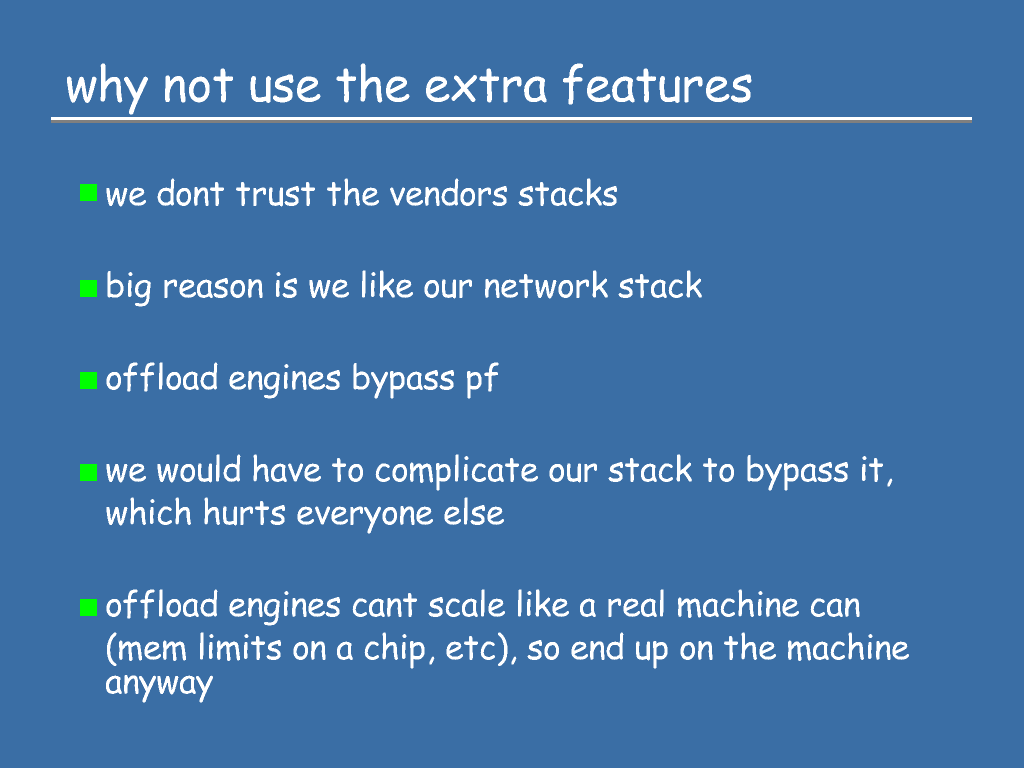 why not use the extra features
we dont trust the vendors stacks
big reason is we like our network stack
offload engines bypass pf
we would have to complicate our stack to bypass it,
which hurts everyone else
offload engines cant scale like a real machine can
(mem limits on a chip, etc), so end up on the machine
anyway